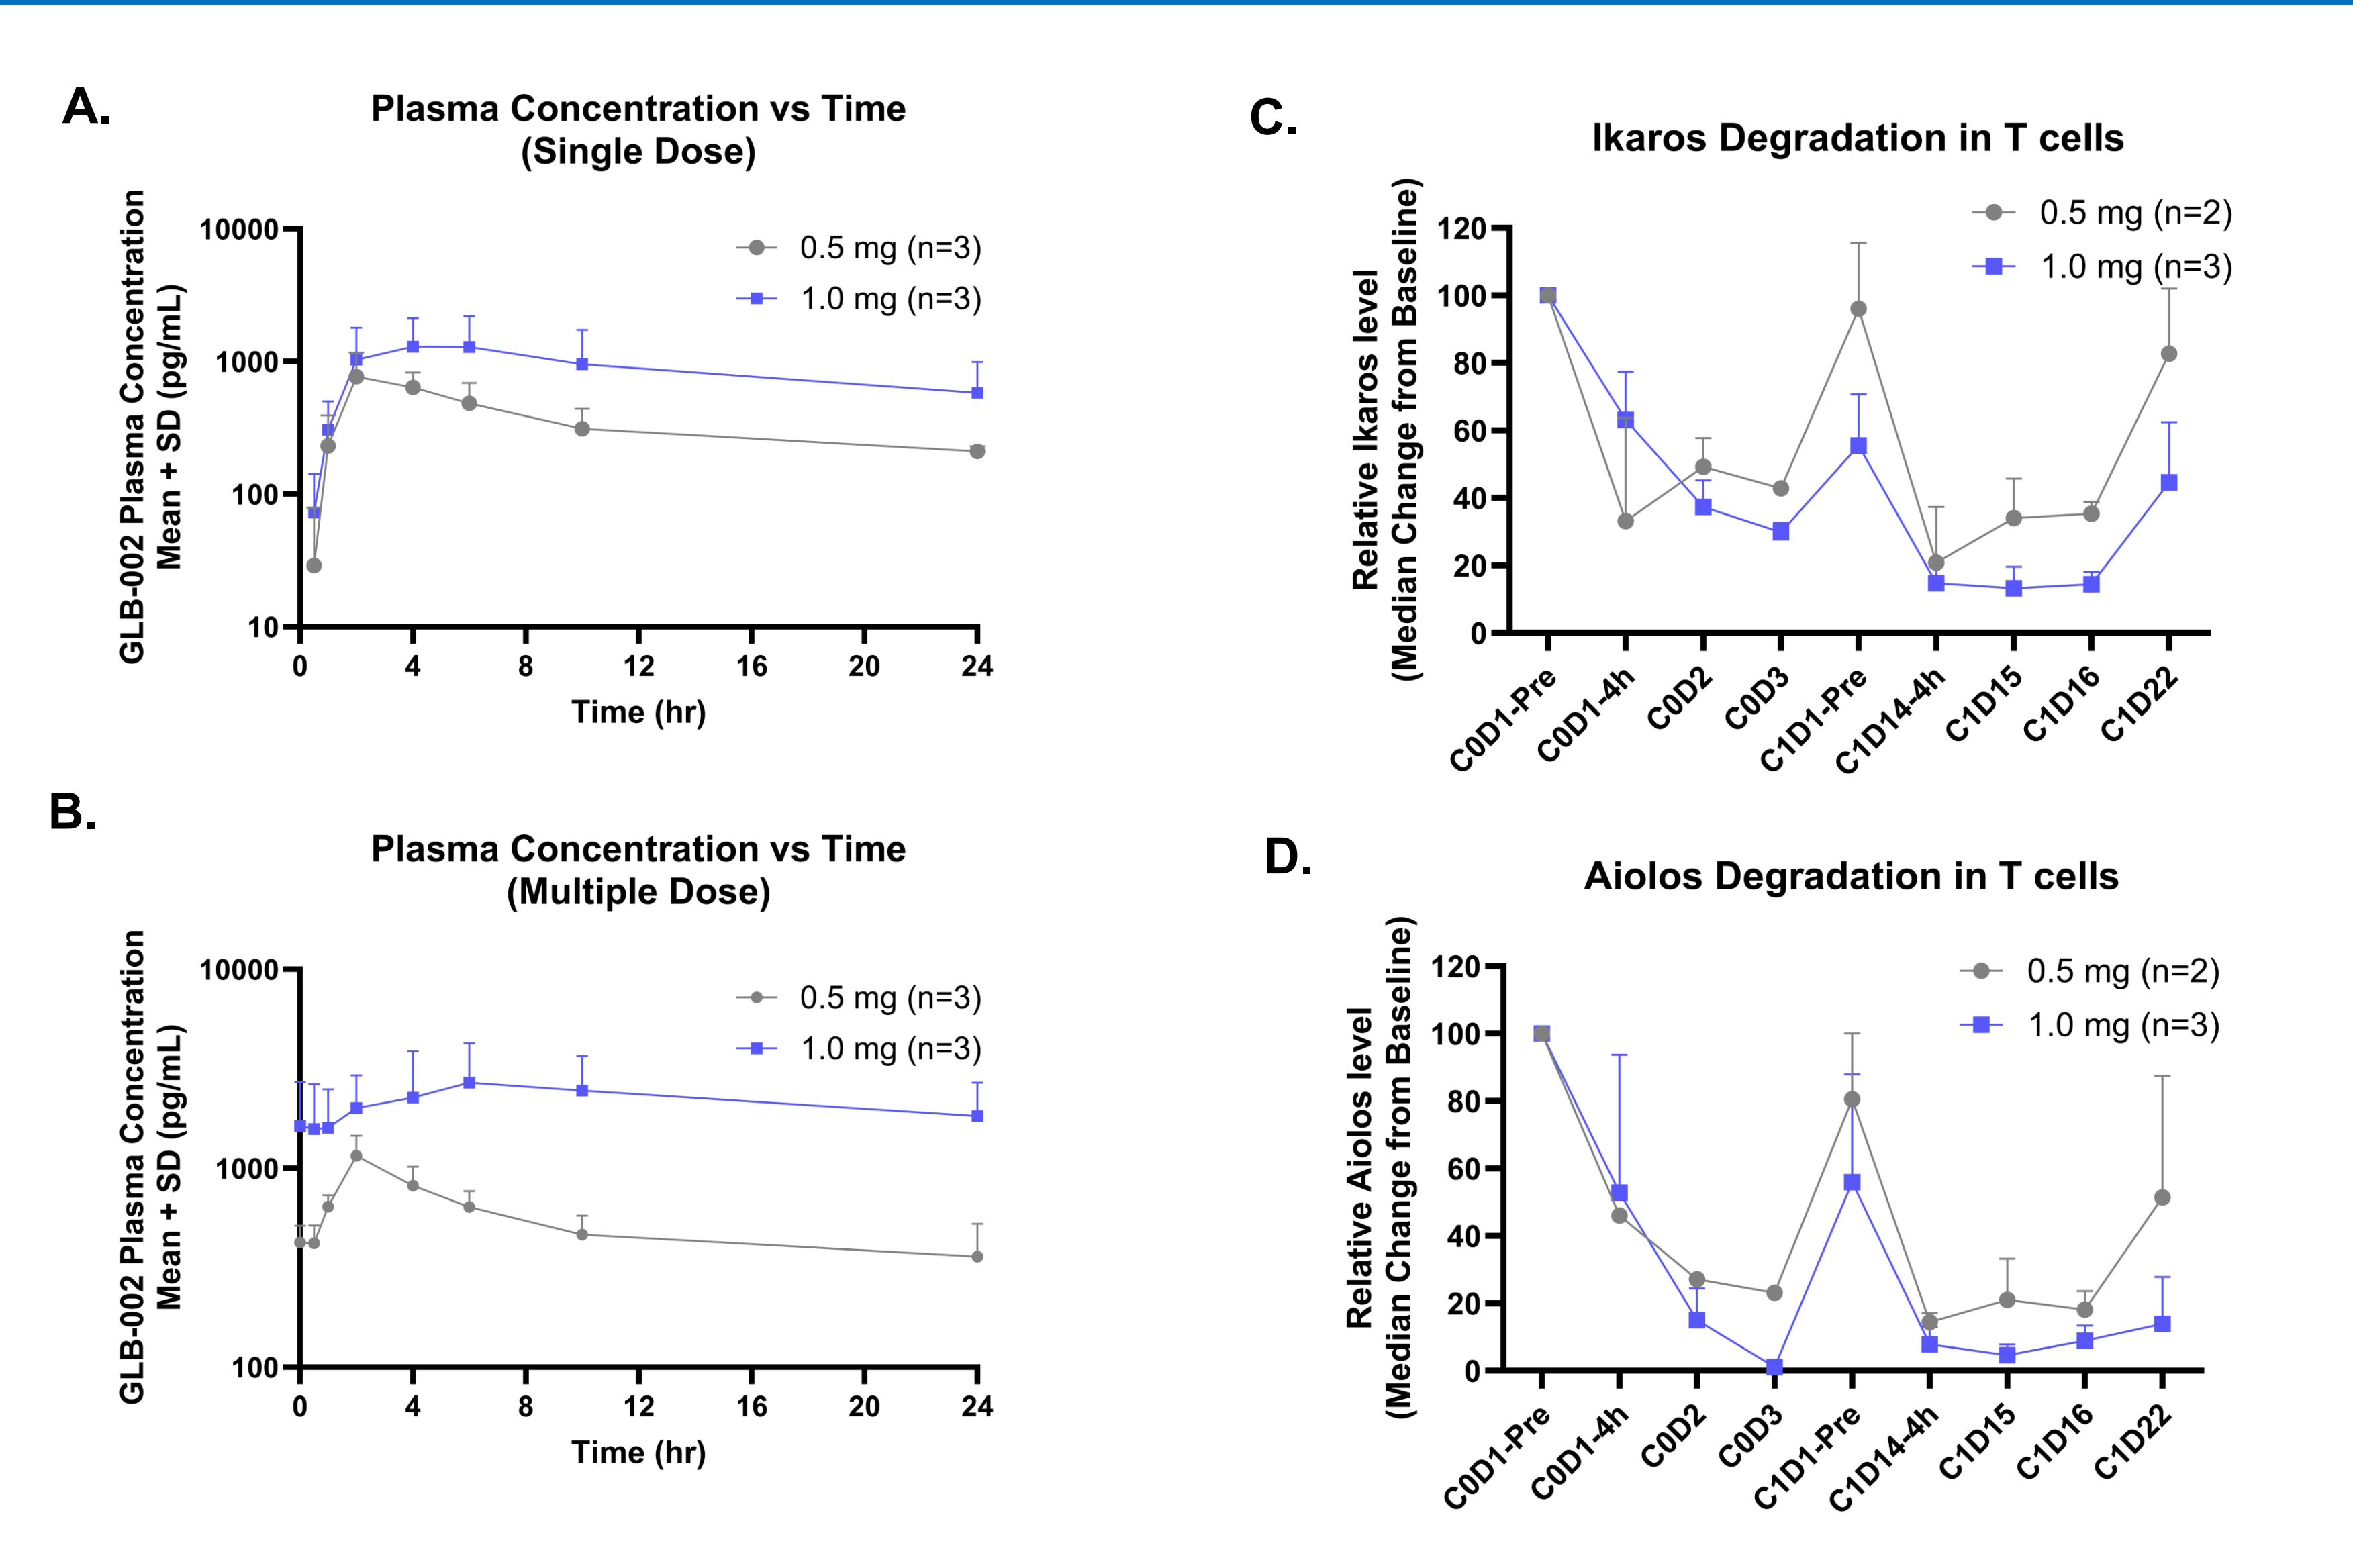 A.
Plasma Concentration vs Time
(Single Dose)
GLB-002 Plasma Concentration
Mean + SD (pg/mL)
10000
1000
100
10
0.5 mg (n=3)
1.0 mg (n=3)
0 4 8 12 16 20 24
Time (hr)
B.
Plasma Concentration vs Time
(Multiple Dose)
GLB-002 Plasma Concentration
Mean + SD (pg/mL)
10000
1000
100
0.5 mg (n=3)
1.0 mg (n=3)
0 4 8 12 16 20 24
Time (hr)
C.
Ikaros Degradation in T cells
Relative Ikaros level
(Median Change from Baseline)
120
100
80
60
40
20
0
0.5 mg (n=2)
1.0 mg (n=3)
C0D1-Pre C0D1-4h C0D2 C0D3 C1D1-Pre C1D14-4h C1D15 C1D16 C1D22
D.
Aiolos Degradation in T cells
Relative Aiolos level
(Median Change from Baseline)
120
100
80
60
40
20
0
0.5 mg (n=2)
1.0 mg (n=3)
C0D1-Pre C0D1-4h C0D2 C0D3 C1D1-Pre C1D14-4h C1D15 C1D16 C1D22